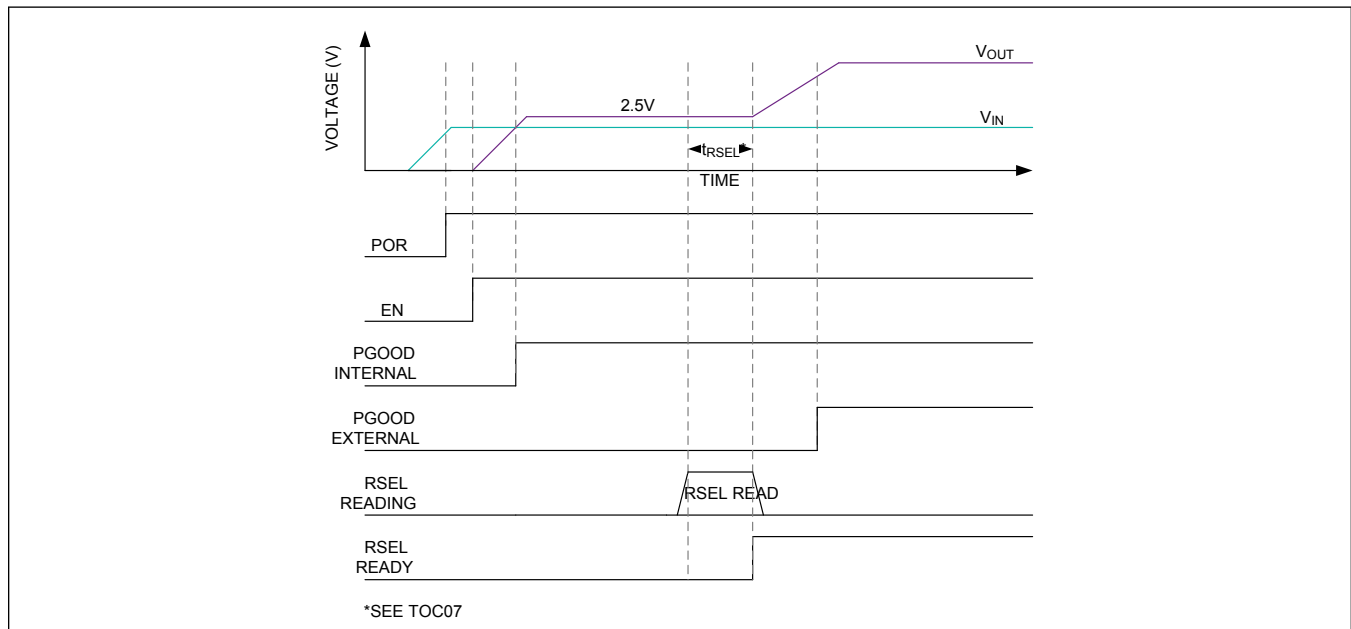 VOLTAGE (V)
VOUT
2.5V
VIN
tRSEL*
TIME
POR
EN
PGOOD
INTERNAL
PGOOD
EXTERNAL
RSEL
READING
RSEL READ
RSEL
READY
*SEE TOC07